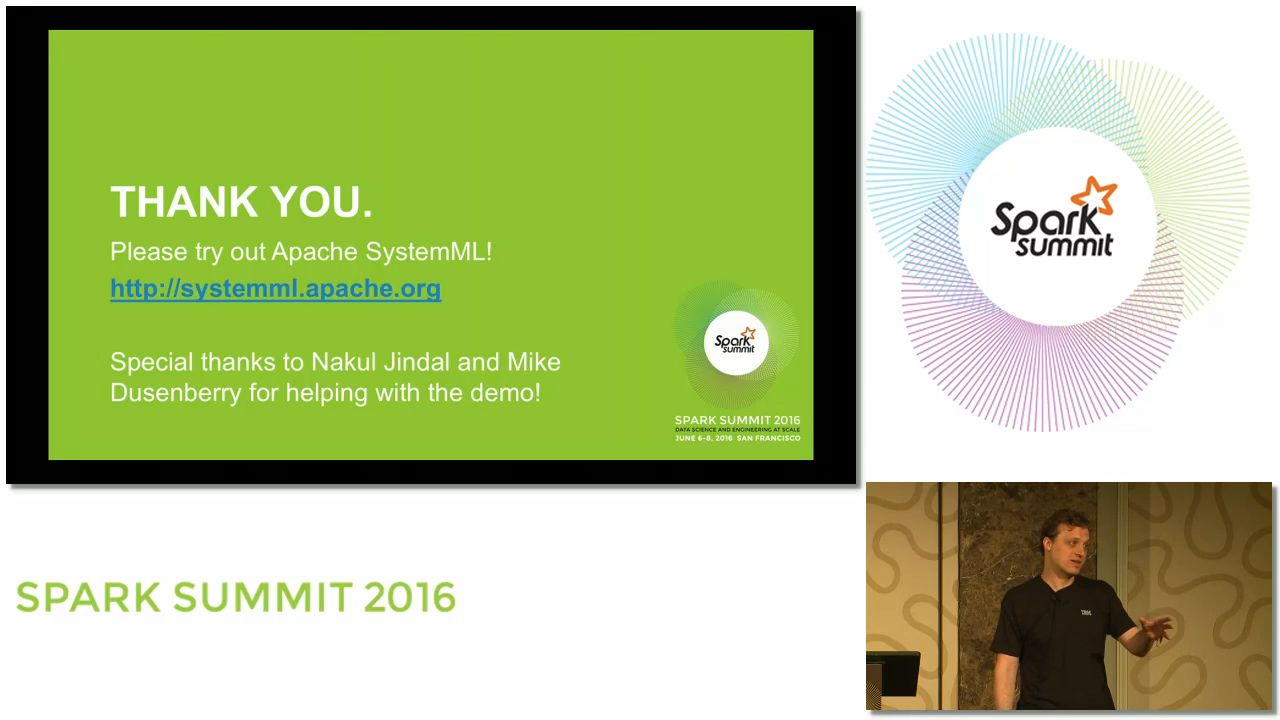 THANK YOU.
Please try out Apache SystemML!
http://systemml.apache.org
Special thanks to Nakul Jindal and Mike
Dusenberry for helping with the demo!
Spark
summit
SPARK SUMMIT 2016
DATA SCIENCE AND ENGINEERING AT SCALE
JUNE 6-8, 2016 SAN FRANCISCO
Spark
summit
SPARK SUMMIT 2016
IBM